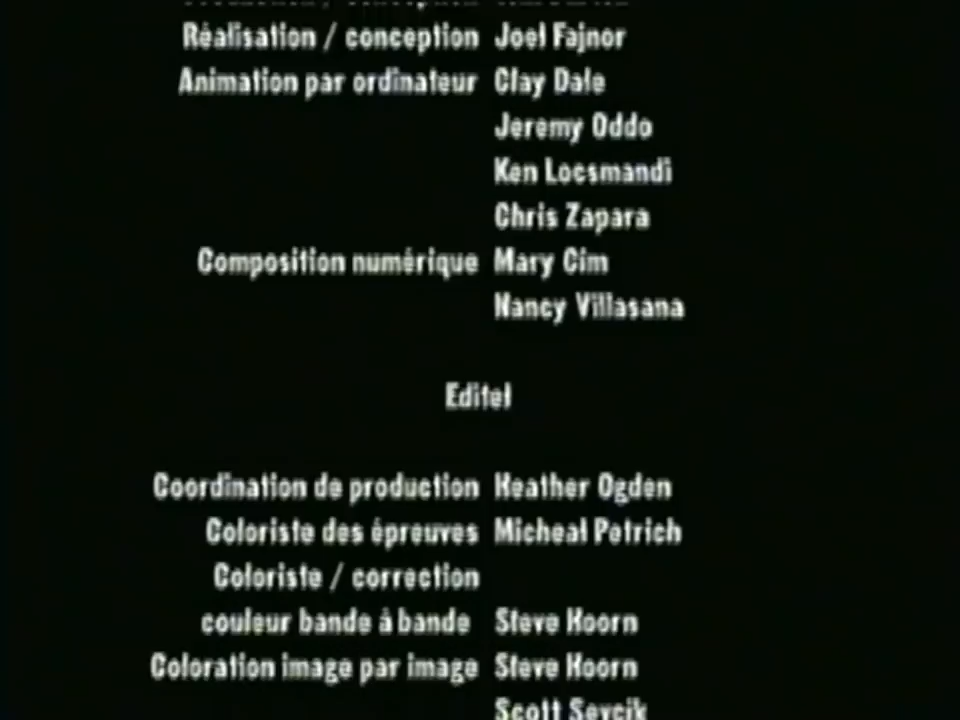 Réalisation / conception Joel Fajnor
Animation par ordinateur Clay Dale
Jeremy Oddo
Ken Locsmandi
Chris Zapara
Composition numérique Mary Cim
Nancy Villasana
Editel
Coordination de production Heather Ogden
Coloriste des épreuves Micheal Petrich
Coloriste / correction
couleur bande à bande Steve Hoorn
Coloration image par image Steve Hoorn
Scott Sevcik